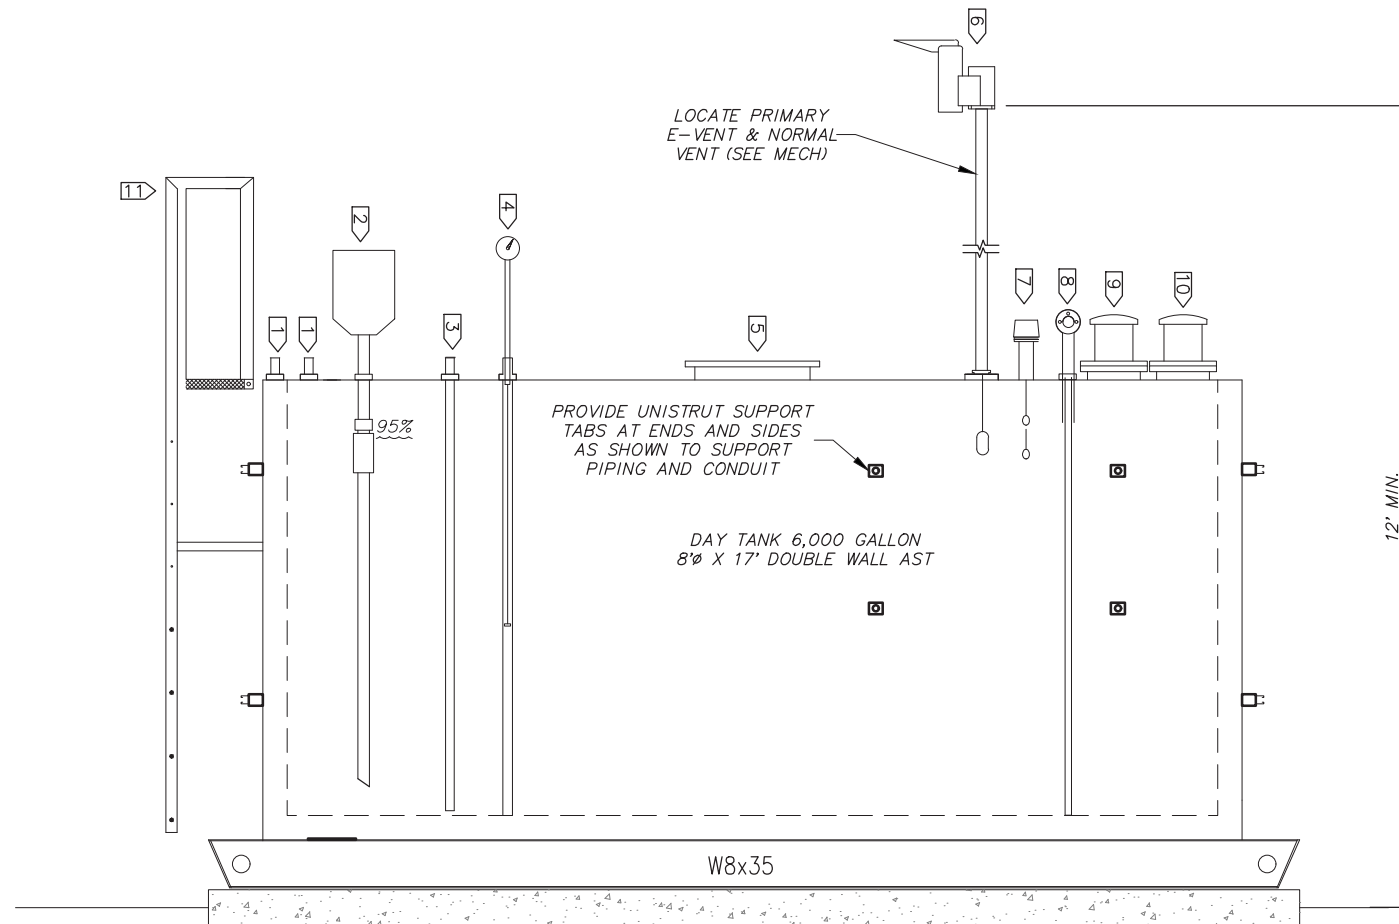 6
LOCATE PRIMARY
E-VENT & NORMAL
VENT (SEE MECH)
11
2
4
7
8
9
10
1
1
3
5
PROVIDE UNISTRUT SUPPORT
TABS AT ENDS AND SIDES
AS SHOWN TO SUPPORT
PIPING AND CONDUIT
95%
12' MIN.
DAY TANK 6,000 GALLON
8'ø X 17' DOUBLE WALL AST
W8x35